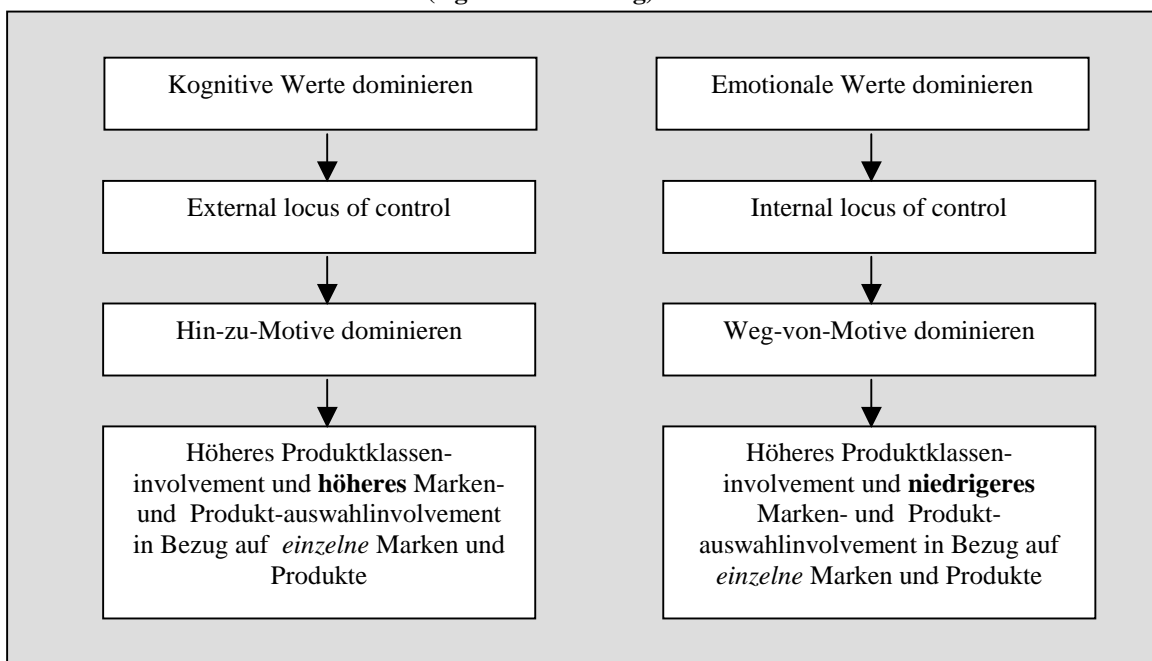 Kognitive Werte dominieren
External locus of control
Hin-zu-Motive dominieren
Höheres Produktklassen-
involvement und höheres Marken-
und Produkt-auswahlinvolvement
in Bezug auf einzelne Marken und
Produkte
Emotionale Werte dominieren
Internal locus of control
Weg-von-Motive dominieren
Höheres Produktklassen-
involvement und niedrigeres
Marken- und Produkt-
auswahlinvolvement in Bezug auf
einzelne Marken und Produkte